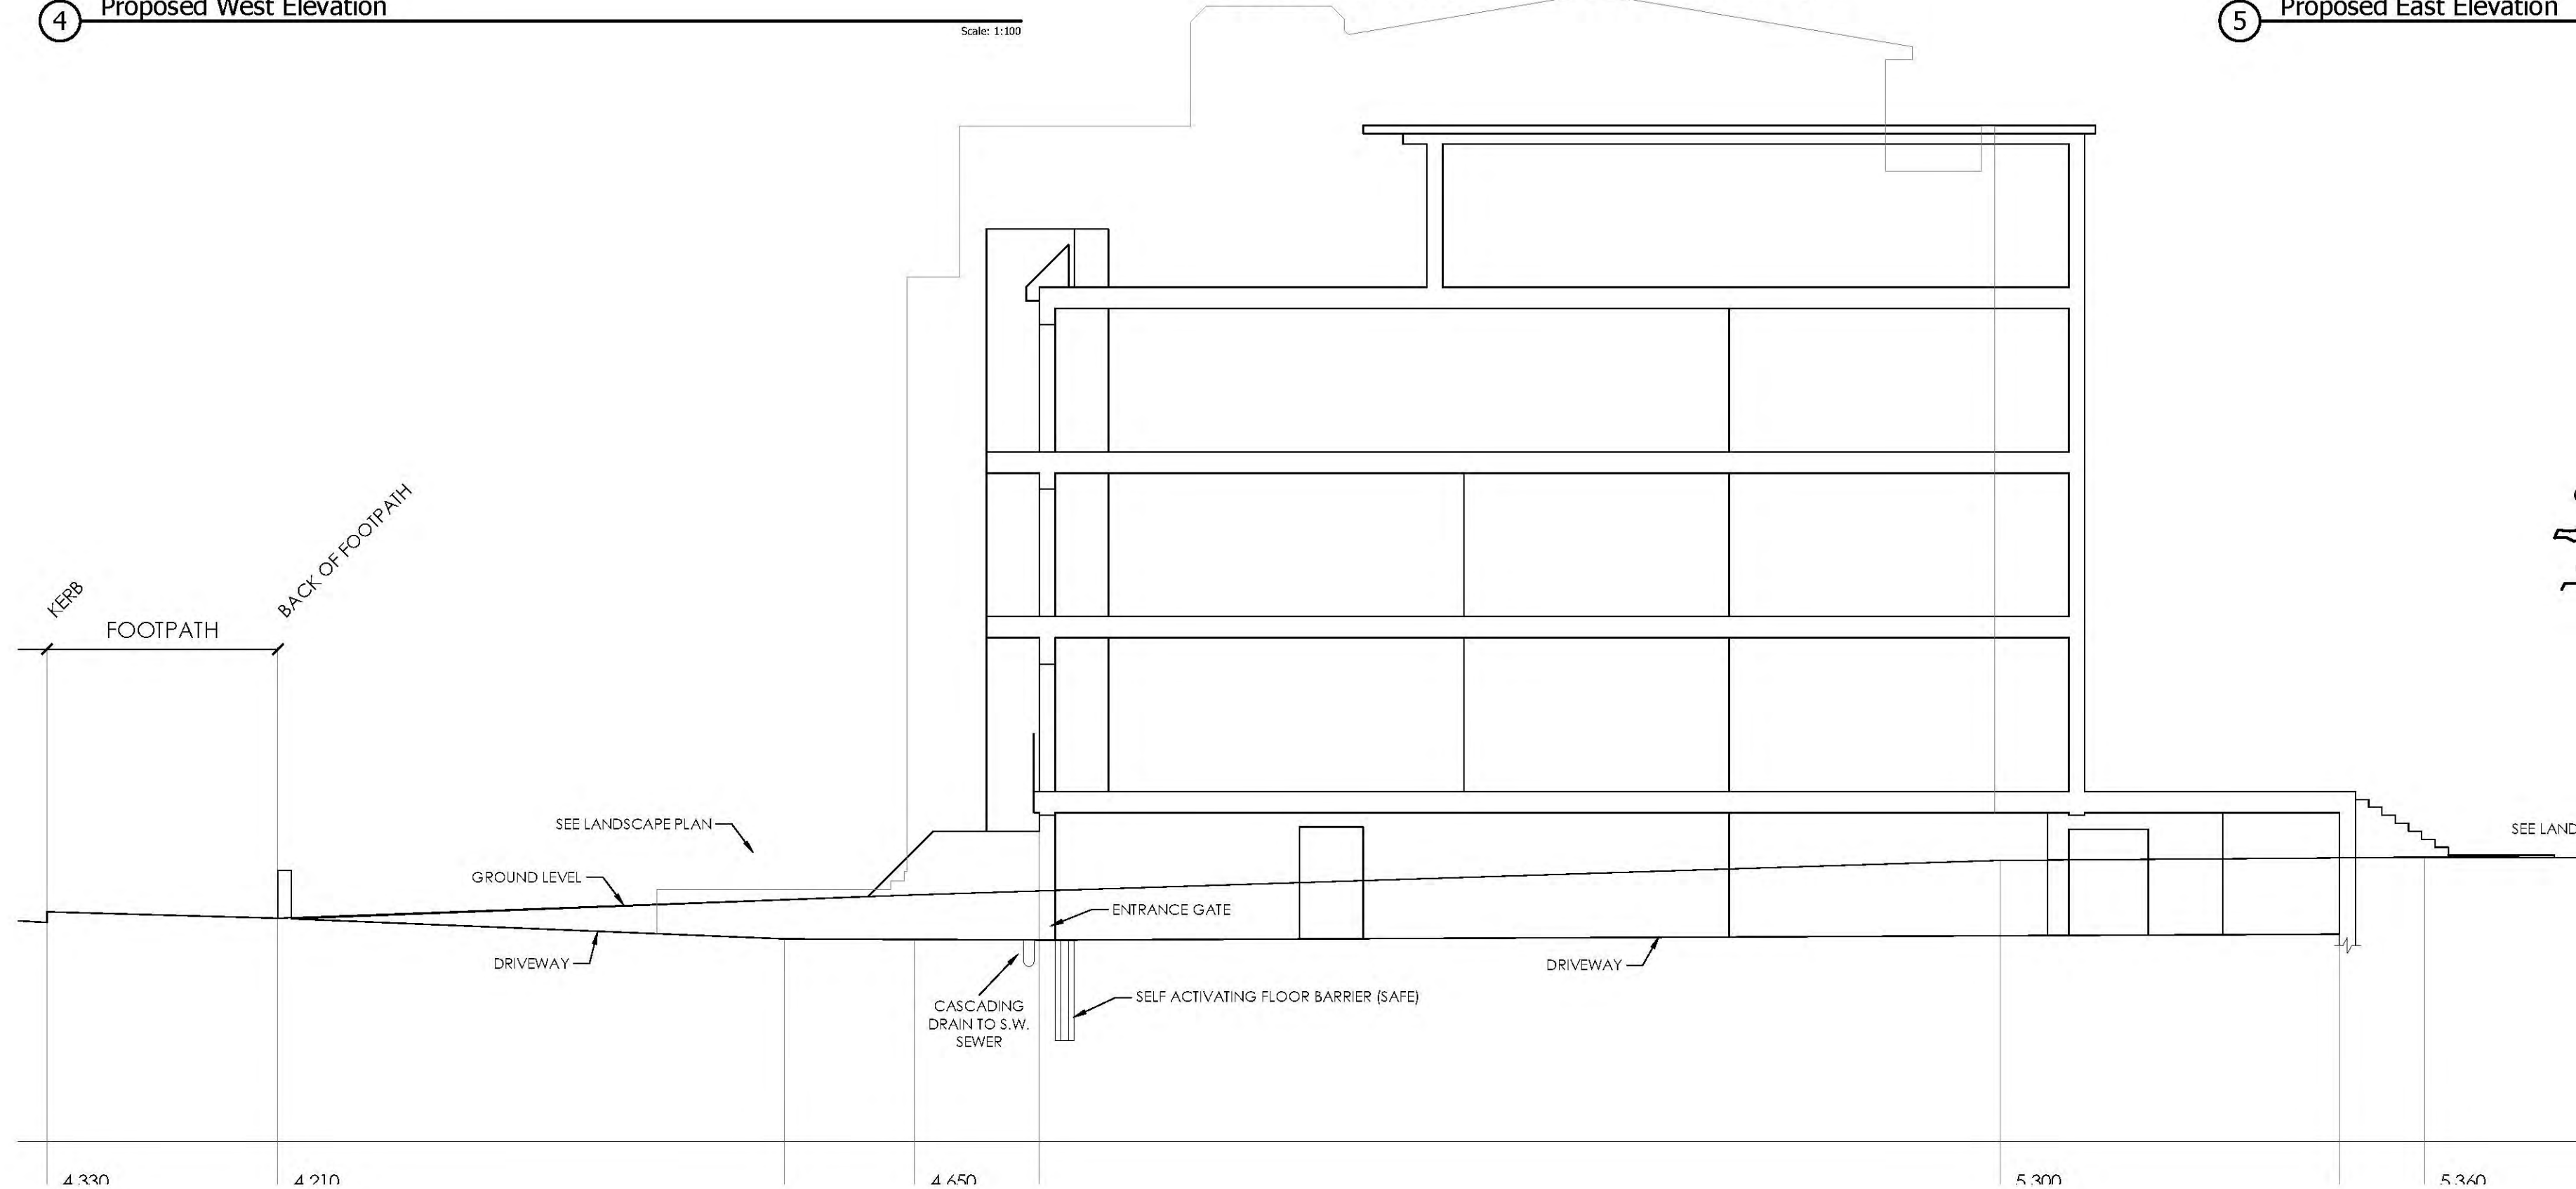 4 Proposed West Elevation
Scale: 1:100
5 Proposed East Elevation
KERB
BACK OF FOOTPATH
FOOTPATH
SEE LANDSCAPE PLAN
SEE LAND
GROUND LEVEL
ENTRANCE GATE
DRIVEWAY
DRIVEWAY
CASCADING
DRAIN TO S.W.
SEWER
SELF ACTIVATING FLOOR BARRIER (SAFE)
4.330
4.210
4.650
5.300
5.360